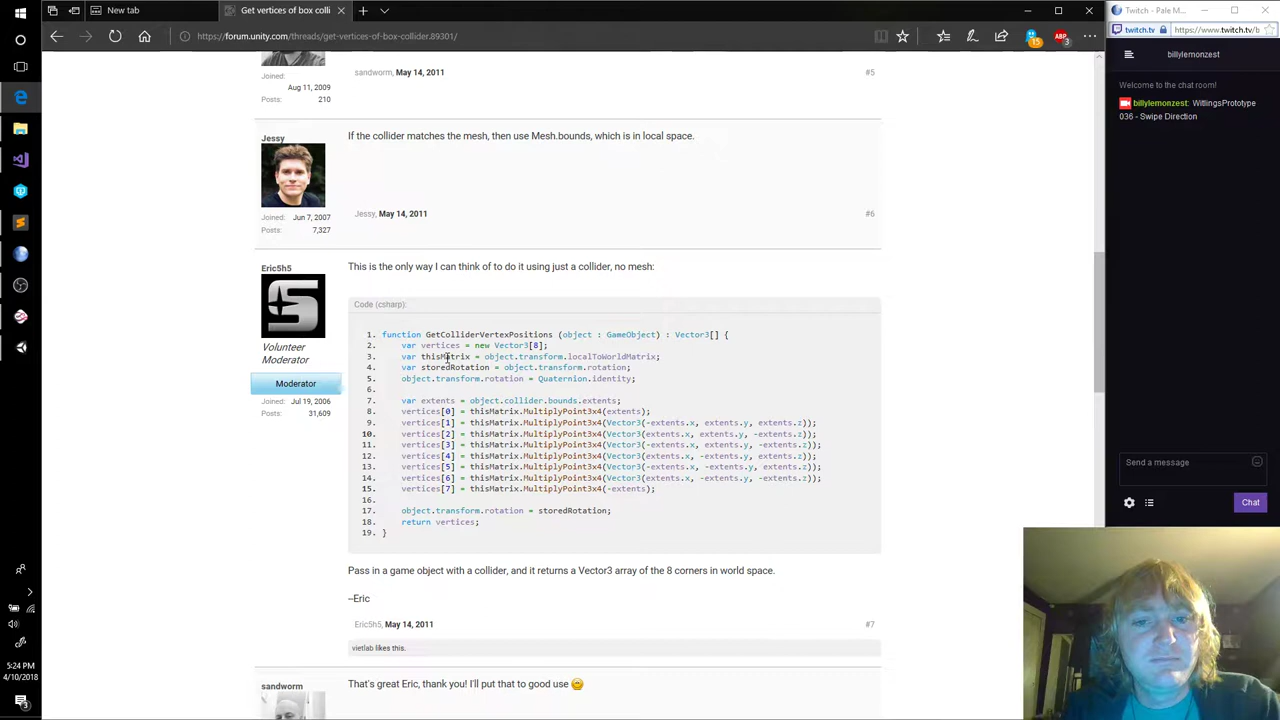 New tab
Get vertices of box colli
https://forum.unity.com/threads/get-vertices-of-box-collider.89301/
15
ABP
3
Joined:
Aug 11, 2009
Posts: 210
sandworm, May 14, 2011
#5
Jessy
Joined: Jun 7, 2007
Posts: 7,327
If the collider matches the mesh, then use Mesh.bounds, which is in local space.
Jessy, May 14, 2011
#6
Eric5h5
Volunteer
Moderator
Moderator
Joined: Jul 19, 2006
Posts: 31,609
This is the only way I can think of to do it using just a collider, no mesh:
Code (csharp):
1. function GetColliderVertexPositions (object : GameObject) : Vector3[] {
2. var vertices = new Vector3[8];
3. var thisMatrix = object.transform.localToWorldMatrix;
4. var storedRotation = object.transform.rotation;
5. object.transform.rotation = Quaternion.identity;
6.
7. var extents = object.collider.bounds.extents;
8. vertices[0] = thisMatrix.MultiplyPoint3x4(extents);
9. vertices[1] = thisMatrix.MultiplyPoint3x4(Vector3(-extents.x, extents.y, extents.z));
10. vertices[2] = thisMatrix.MultiplyPoint3x4(Vector3(extents.x, extents.y, -extents.z));
11. vertices[3] = thisMatrix.MultiplyPoint3x4(Vector3(-extents.x, extents.y, -extents.z));
12. vertices[4] = thisMatrix.MultiplyPoint3x4(Vector3(extents.x, -extents.y, extents.z));
13. vertices[5] = thisMatrix.MultiplyPoint3x4(Vector3(-extents.x, -extents.y, extents.z));
14. vertices[6] = thisMatrix.MultiplyPoint3x4(Vector3(extents.x, -extents.y, -extents.z));
15. vertices[7] = thisMatrix.MultiplyPoint3x4(-extents);
16.
17. object.transform.rotation = storedRotation;
18. return vertices;
19. }
Pass in a game object with a collider, and it returns a Vector3 array of the 8 corners in world space.
--Eric
Eric5h5, May 14, 2011
#7
vietlab likes this.
sandworm
That's great Eric, thank you! I'll put that to good use
5:24 PM
4/10/2018
3
Twitch - Pale M...
twitch.tv
https://www.twitch.tv/b
billylemonzest
Welcome to the chat room!
billylemonzest: WitlingsPrototype
036 - Swipe Direction
Send a message
Chat